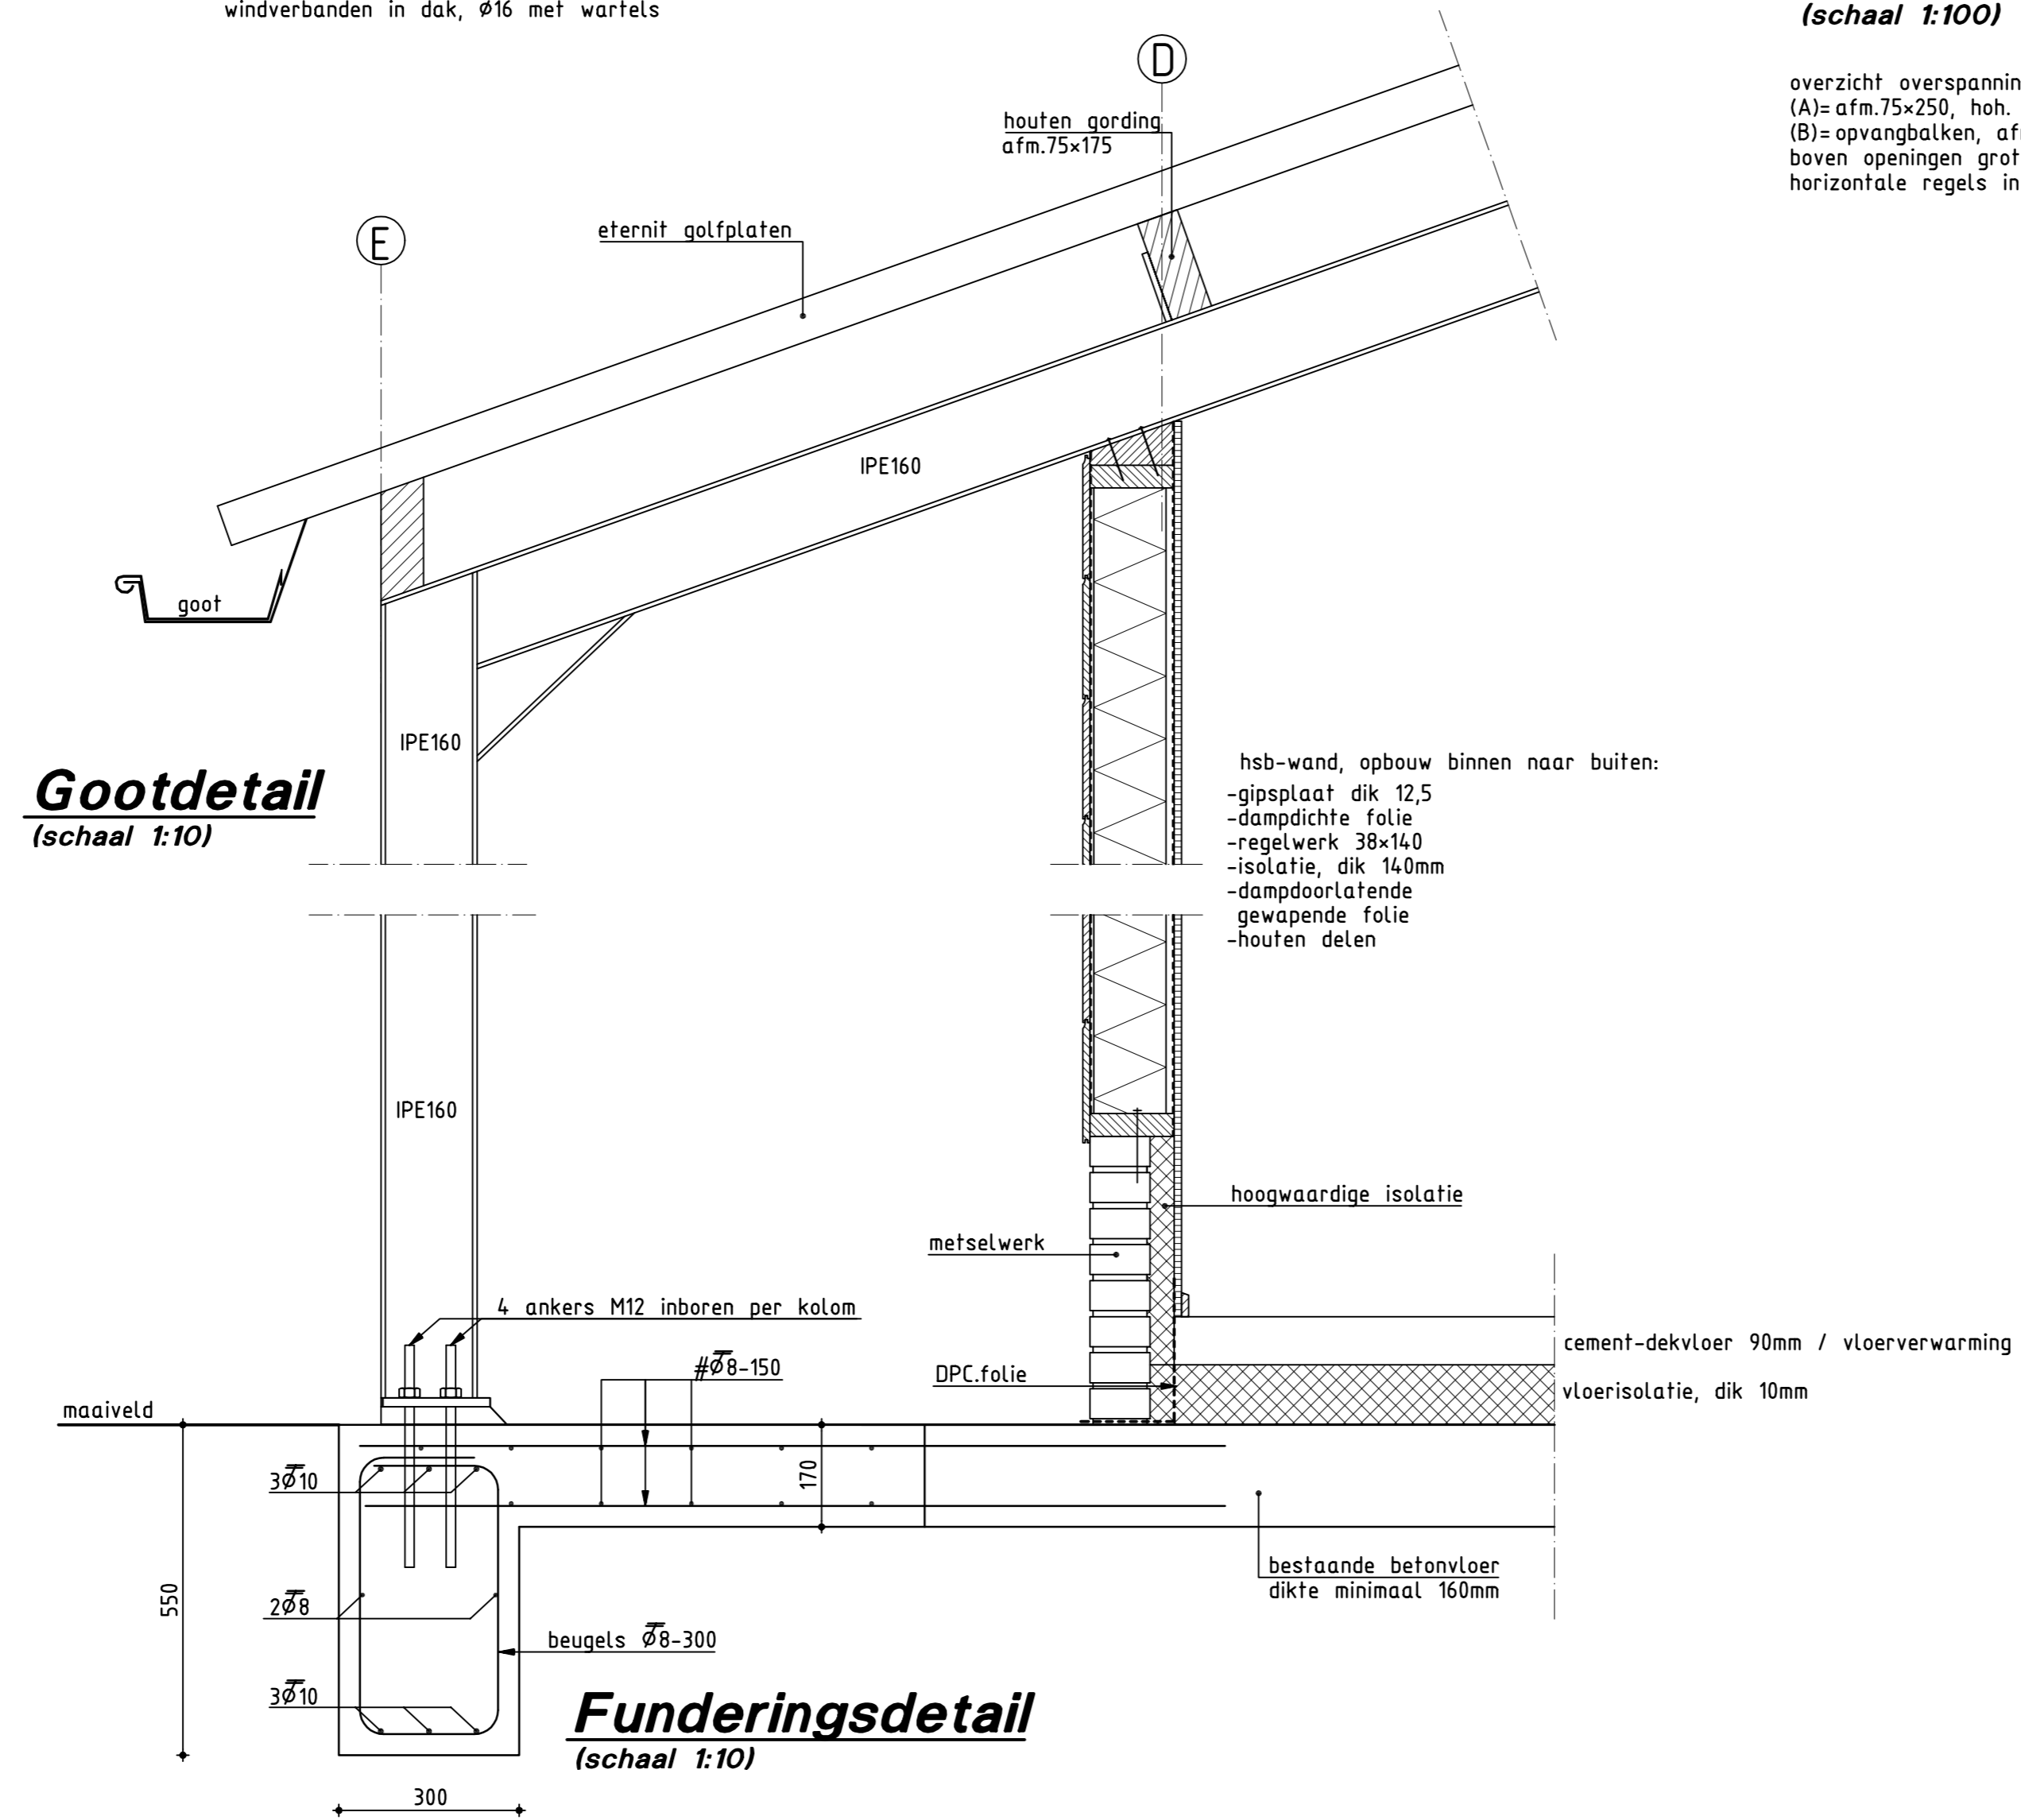 windverbanden in dak, Ø16 met wartels
(schaal 1:100)
D
overzicht overspannin
(A)= afm.75×250, hoh.
(B)= opvangbalken, af
boven openingen grot
horizontale regels in
houten gording
afm.75×175
E
eternit golfplaten
IPE160
goot
IPE160
Gootdetail
(schaal 1:10)
hsb-wand, opbouw binnen naar buiten:
-gipsplaat dik 12,5
-dampdichte folie
-regelwerk 38×140
-isolatie, dik 140mm
-dampdoorlatende
gewapende folie
-houten delen
IPE160
hoogwaardige isolatie
metselwerk
4 ankers M12 inboren per kolom
cement-dekvloer 90mm / vloerverwarming
#Ø8-150
DPC.folie
vloerisolatie, dik 10mm
maaiveld
3Ø10
170
bestaande betonvloer
dikte minimaal 160mm
550
2Ø8
beugels Ø8-300
3Ø10
Funderingsdetail
(schaal 1:10)
300